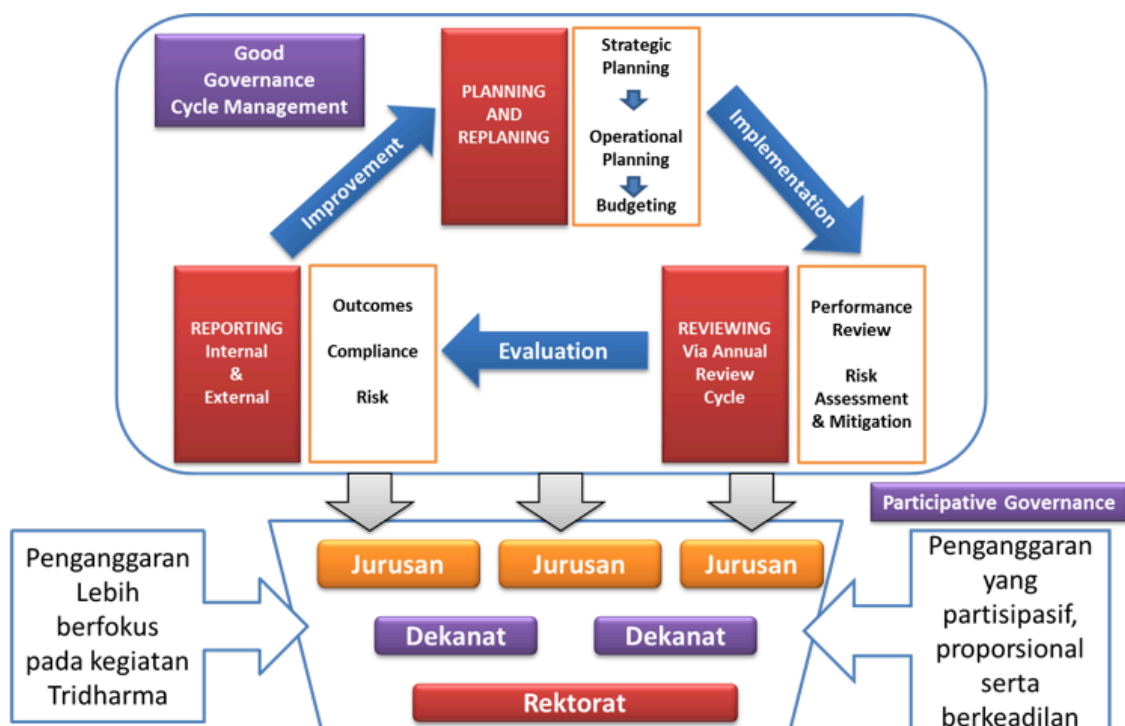 Good
Governance
Cycle Management
PLANNING
AND
REPLANING
Strategic
Planning
Operational
Planning
Budgeting
Improvement
Implementation
REPORTING
Internal
&
External
Outcomes
Compliance
Risk
Evaluation
REVIEWING
Via Annual
Review
Cycle
Performance
Review
Risk
Assessment
& Mitigation
Participative Governance
Penganggaran
Lebih
berfokus
pada kegiatan
Tridharma
Jurusan
Jurusan
Jurusan
Dekanat
Dekanat
Rektorat
Penganggaran
yang
partisipasif,
proporsional
serta
berkeadilan